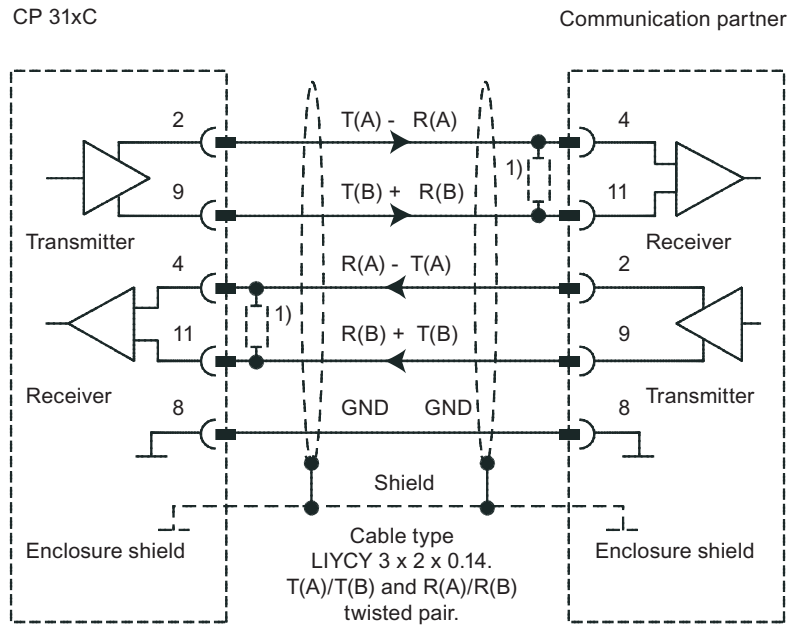 CP 31xC
Communication partner
2 T(A) - R(A) 4
1)
9 T(B) + R(B) 11
Transmitter
Receiver
4 R(A) - T(A) 2
1)
11 R(B) + T(B) 9
Receiver
Transmitter
8 GND GND 8
Shield
Enclosure shield
Enclosure shield
Cable type
LIYCY 3 x 2 x 0.14.
T(A)/T(B) and R(A)/R(B)
twisted pair.